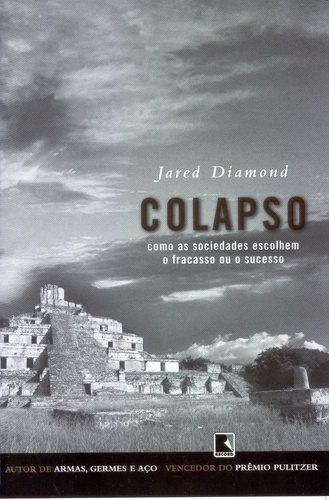 Jared Diamond
COLAPSO
como as sociedades escolhem
o fracasso ou o sucesso
RECORD
AUTOR DE ARMAS, GERMES E AÇO VENCEDOR DO PRÊMIO PULITZER